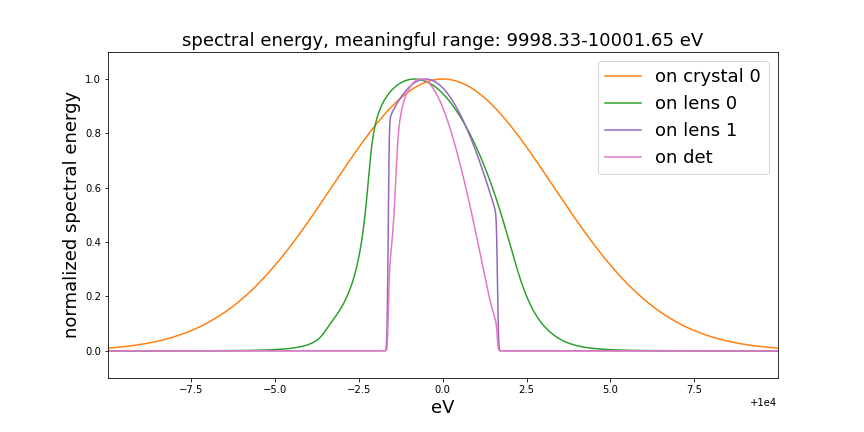 spectral energy, meaningful range: 9998.33-10001.65 eV
normalized spectral energy
1.0
0.8
0.6
0.4
0.2
0.0
on crystal 0
on lens 0
on lens 1
on det
−7.5
−5.0
−2.5
0.0
2.5
5.0
7.5
eV
+1e4